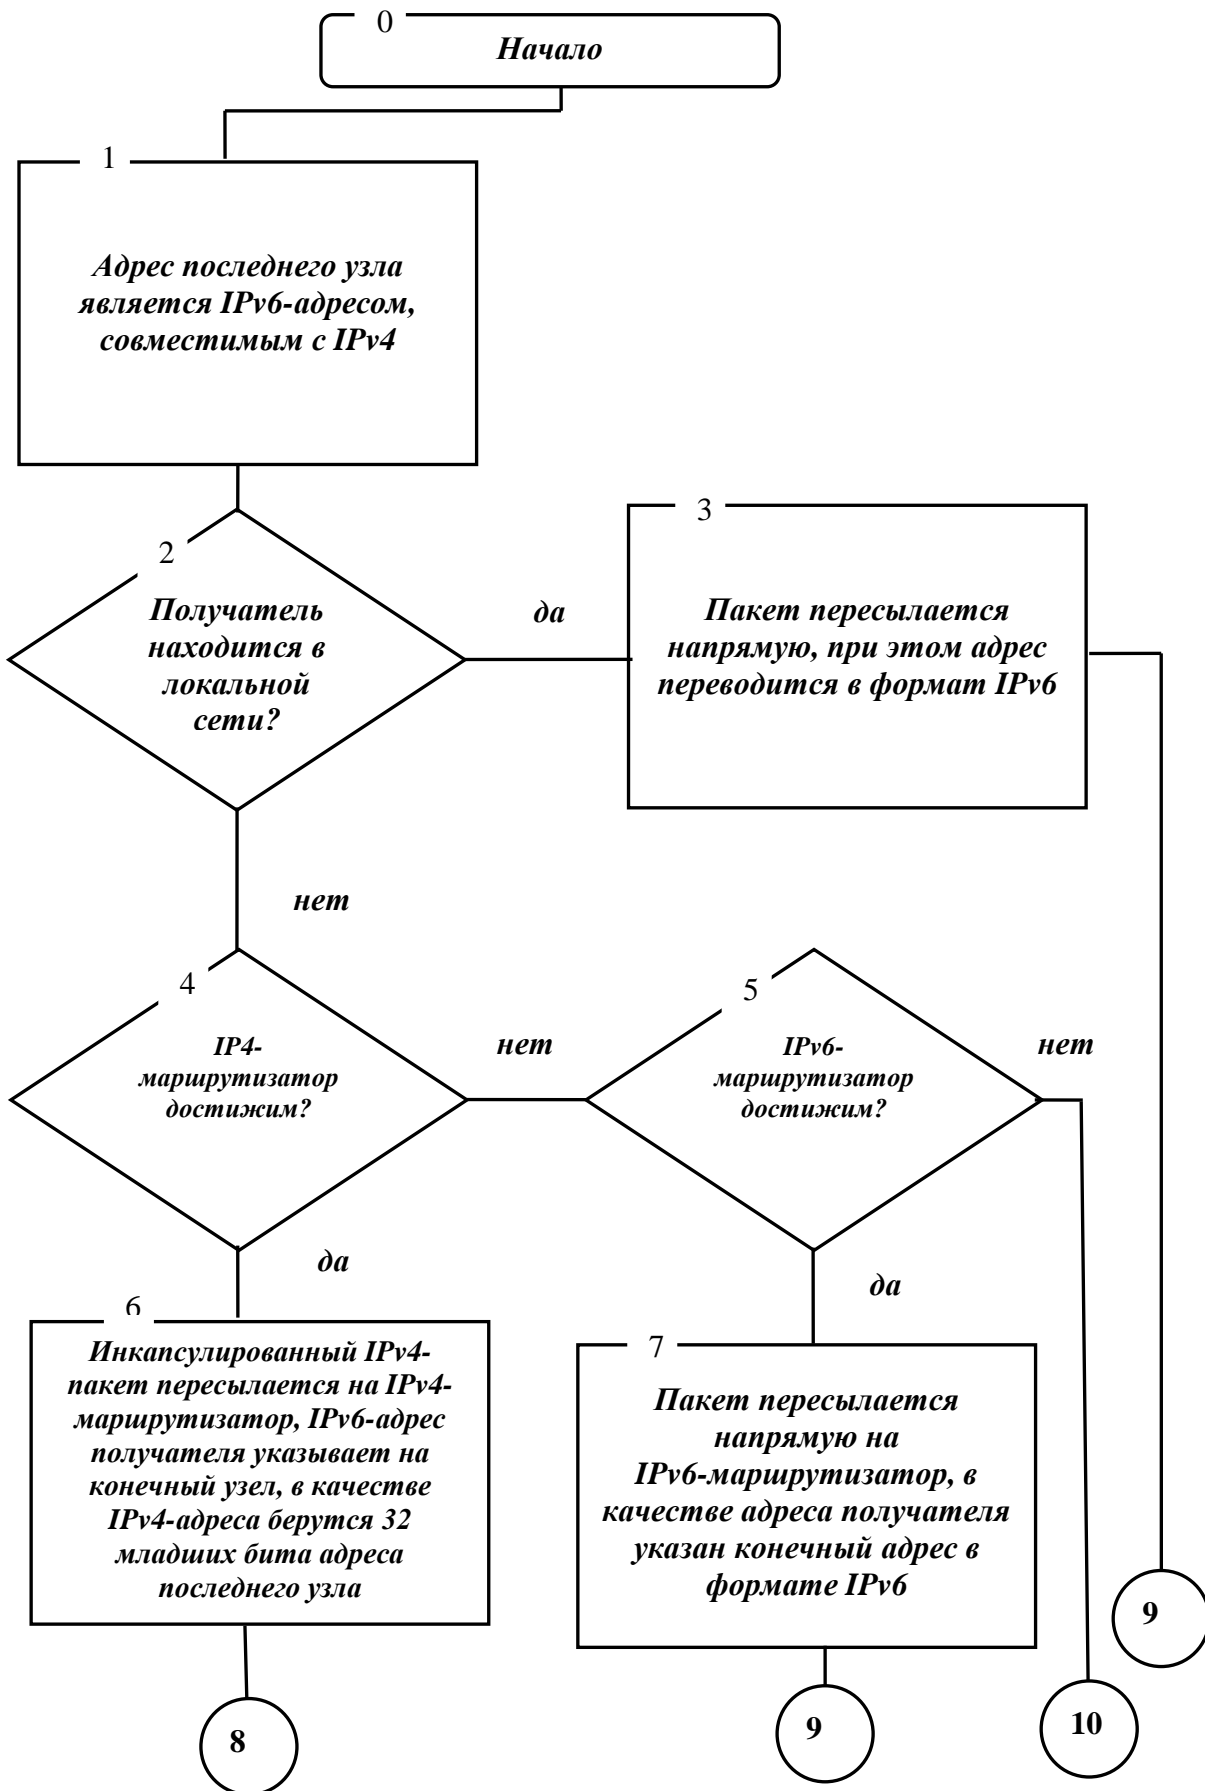 0
Начало
1
Адрес последнего узла
является IPv6-адресом,
совместимым с IPv4
2
Получатель
находится в
локальной
сети?
да
3
Пакет пересылается
напрямую, при этом адрес
переводится в формат IPv6
нет
4
IP4-
маршрутизатор
достижим?
нет
5
IPv6-
маршрутизатор
достижим?
нет
да
да
6
Инкапсулированный IPv4-
пакет пересылается на IPv4-
маршрутизатор, IPv6-адрес
получателя указывает на
конечный узел, в качестве
IPv4-адреса берутся 32
младших бита адреса
последнего узла
7
Пакет пересылается
напрямую на
IPv6-маршрутизатор, в
качестве адреса получателя
указан конечный адрес в
формате IPv6
9
8
9
10